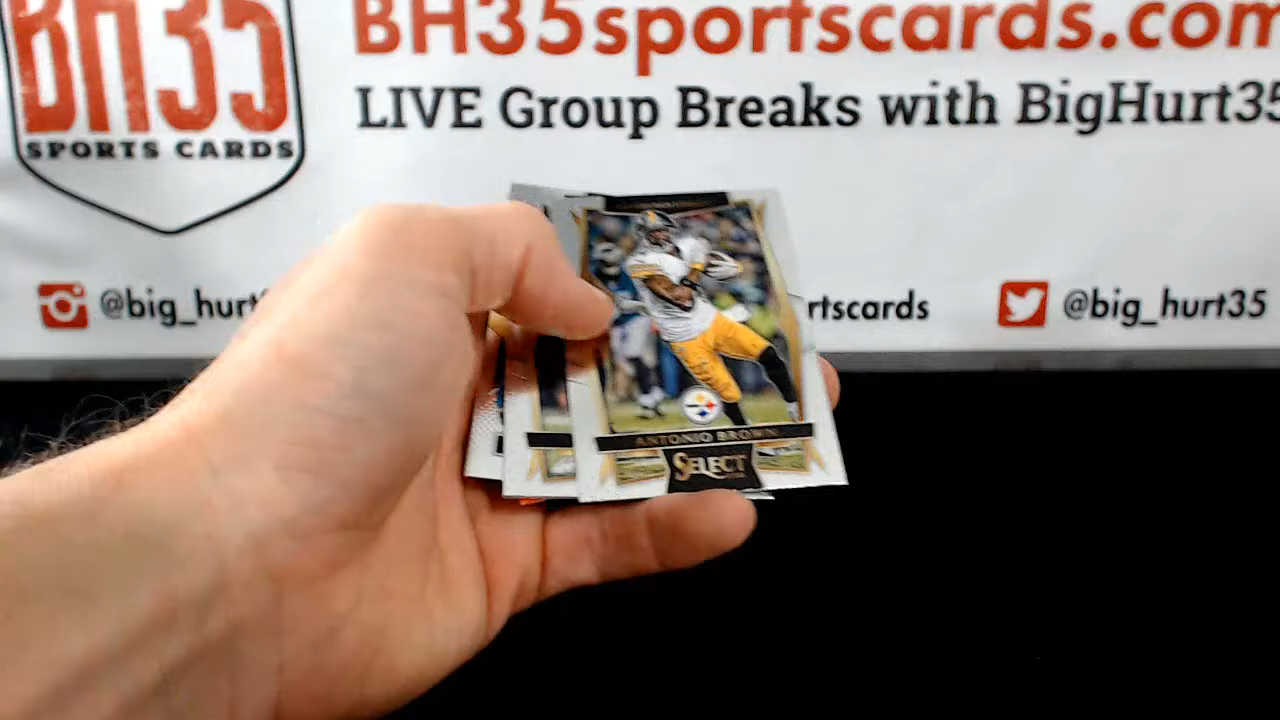 BH35
SPORTS CARDS
BH35sportscards.com
LIVE Group Breaks with BigHurt35
@big_hurt
rtscards
@big_hurt35
ANTONIO BROWN
SELECT